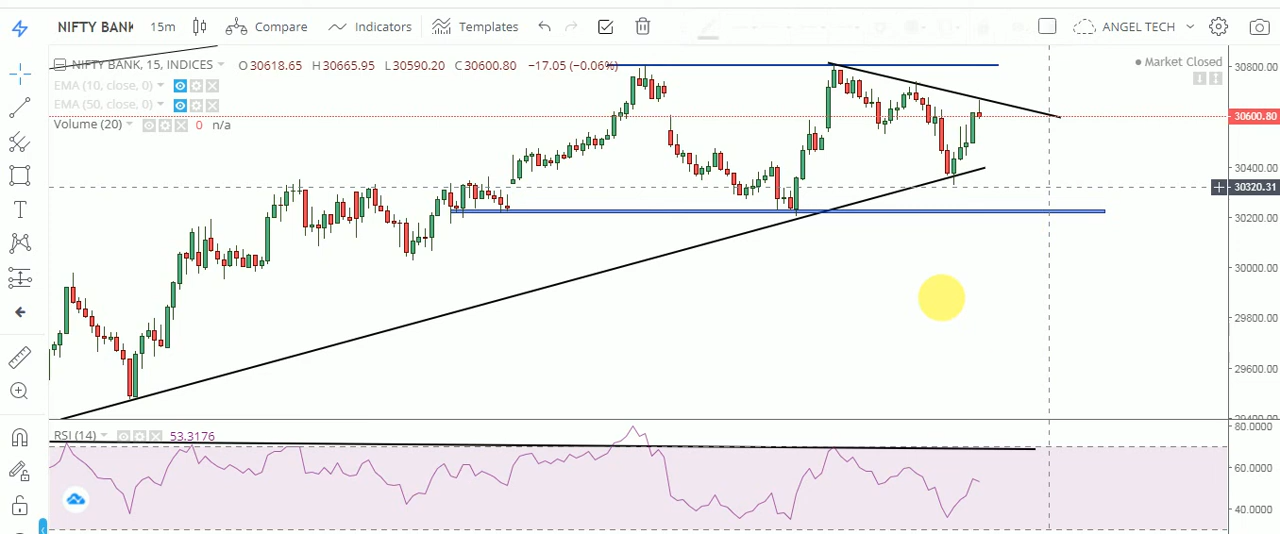 NIFTY BANK 15m Compare Indicators Templates ANGEL TECH
NIFTY BANK, 15, INDICES O 30618.65 H 30665.95 L 30590.20 C 30600.80 −17.05 (−0.06%)
Market Closed
EMA (10, close, 0)
EMA (50, close, 0)
Volume (20) 0 n/a
30800.00
30600.80
30400.00
30320.31
30200.00
30000.00
29800.00
29600.00
29400.00
RSI (14) 53.3176
80.0000
60.0000
40.0000